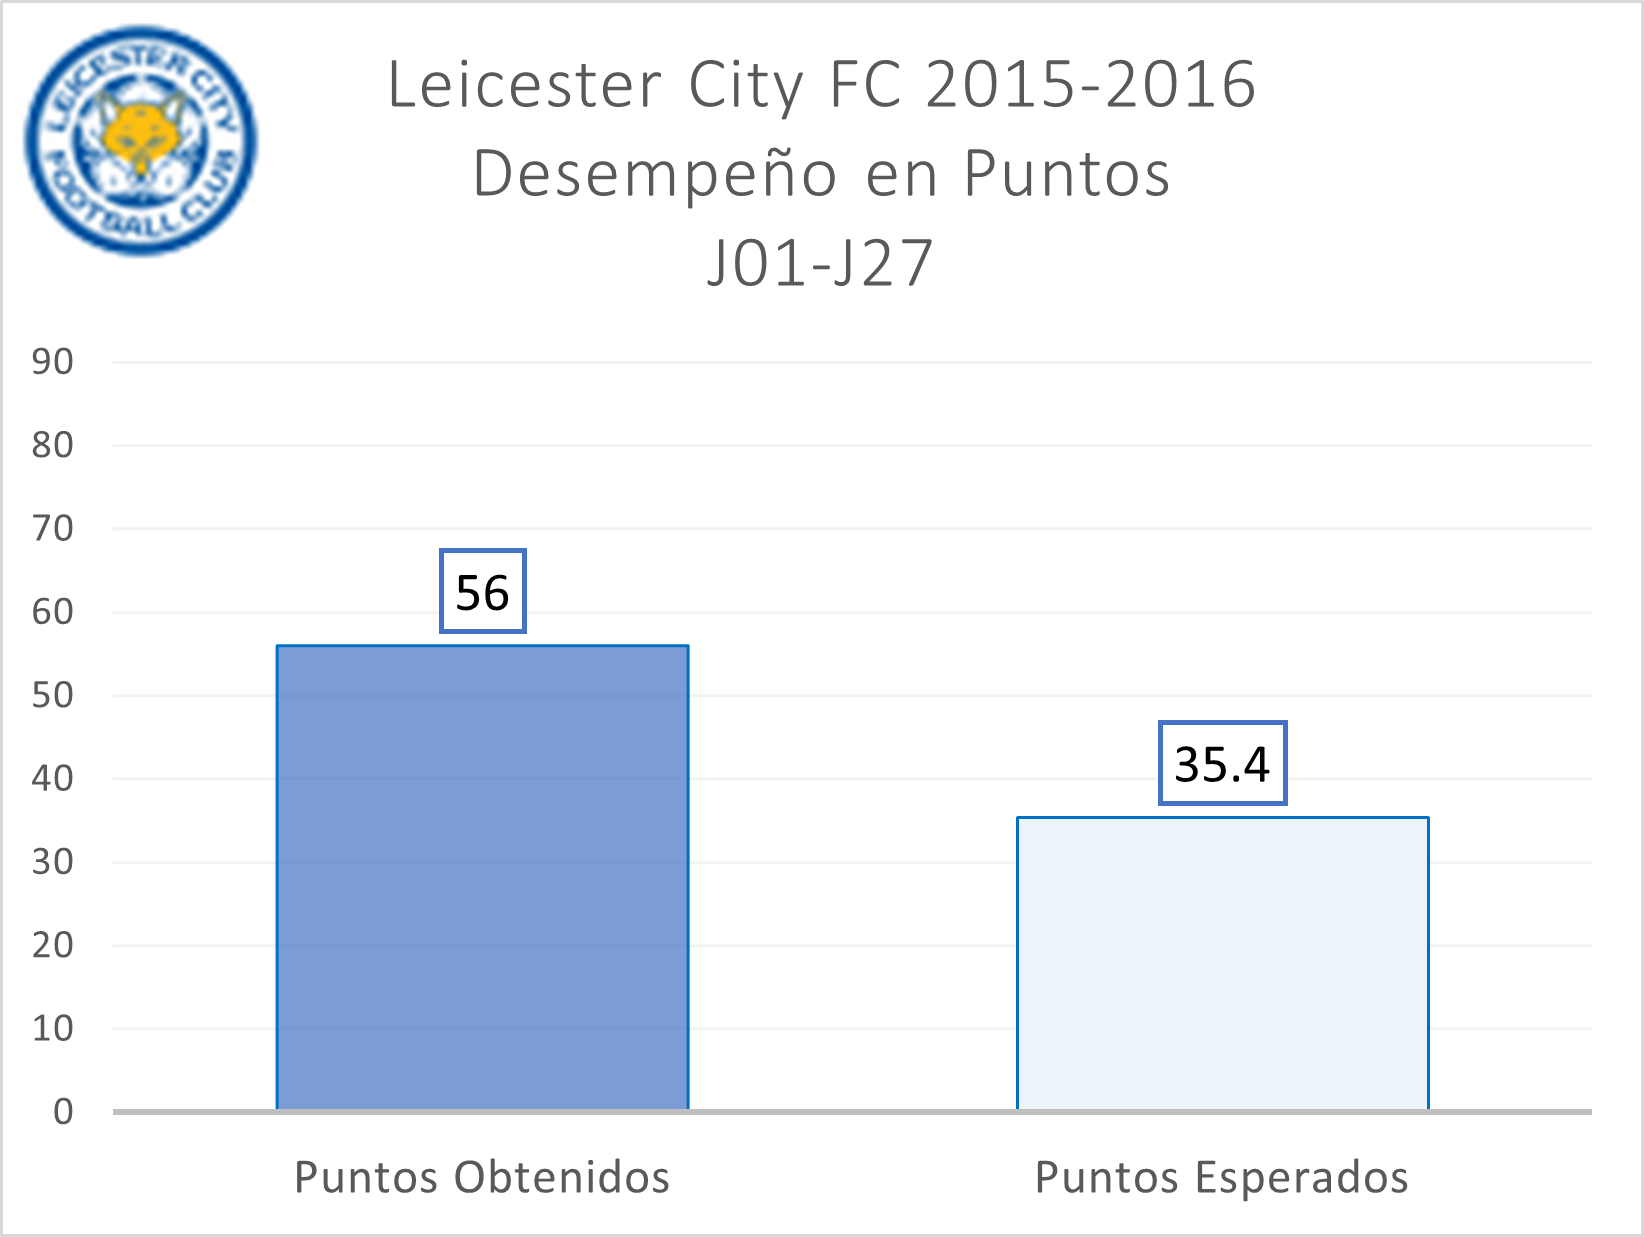 LEICESTER CITY
FOOTBALL CLUB
Leicester City FC 2015-2016
Desempeño en Puntos
J01-J27
90
80
70
60
50
40
30
20
10
0
56
35.4
Puntos Obtenidos
Puntos Esperados